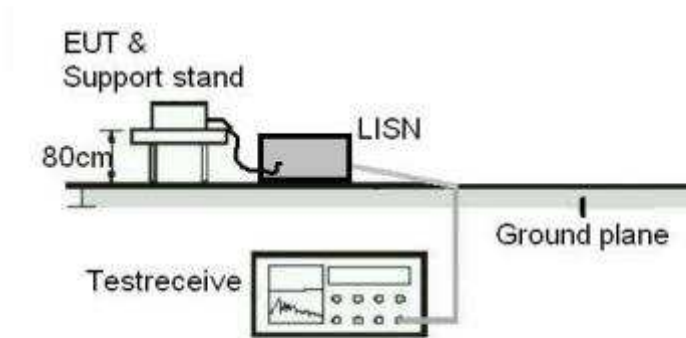 EUT &
Support stand
LISN
80cm
Ground plane
Testreceive